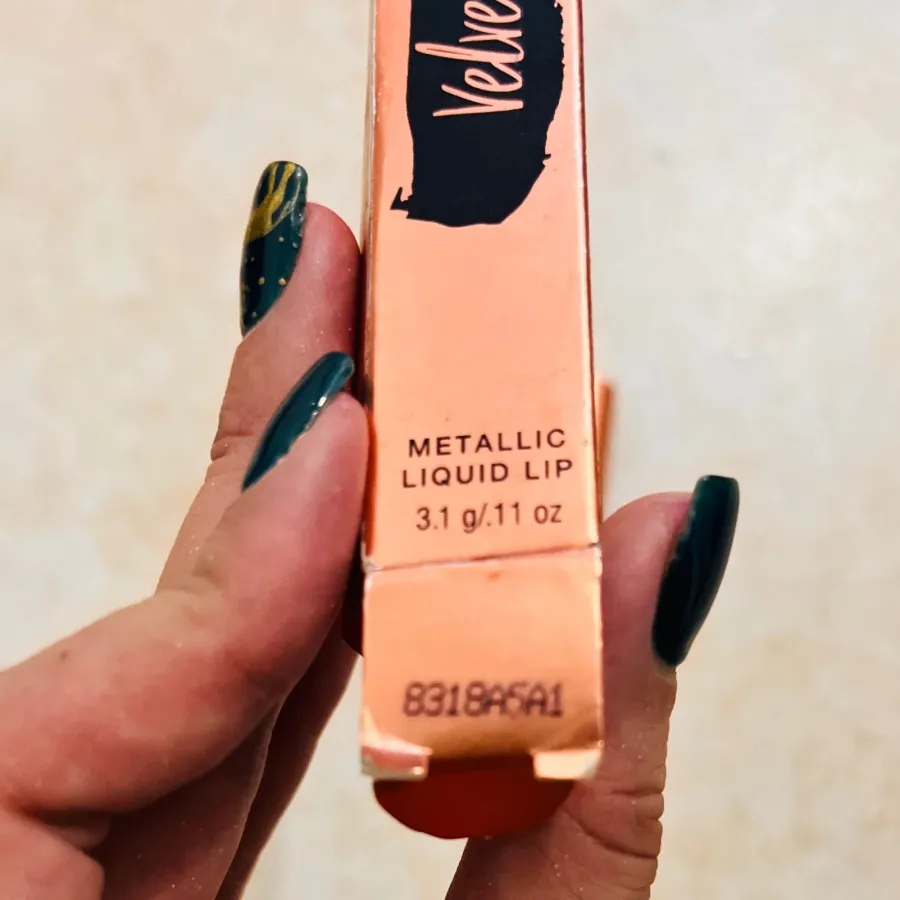 Velve
METALLIC
LIQUID LIP
3.1 g/.11 oz
8318A5A1